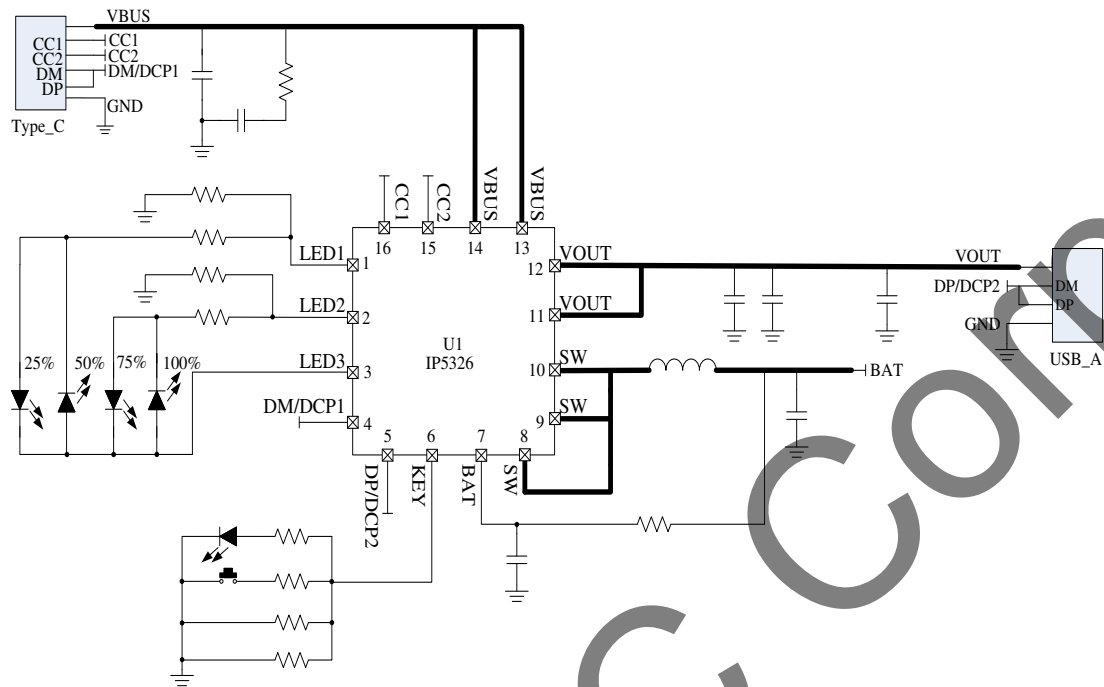 VBUS
CC1
CC1
CC2
CC2
DM
DM/DCP1
DP
GND
Type_C
CC1
CC2
VBUS
VBUS
16
15
14
13
LED1
1
12
VOUT
VOUT
DM
DP/DCP2
DP
GND
USB_A
LED2
2
11
VOUT
U1
IP5326
25%
50%
75%
100%
LED3
3
10
SW
BAT
DM/DCP1
4
9
SW
5
6
7
8
DP/DCP2
KEY
BAT
SW
C Com